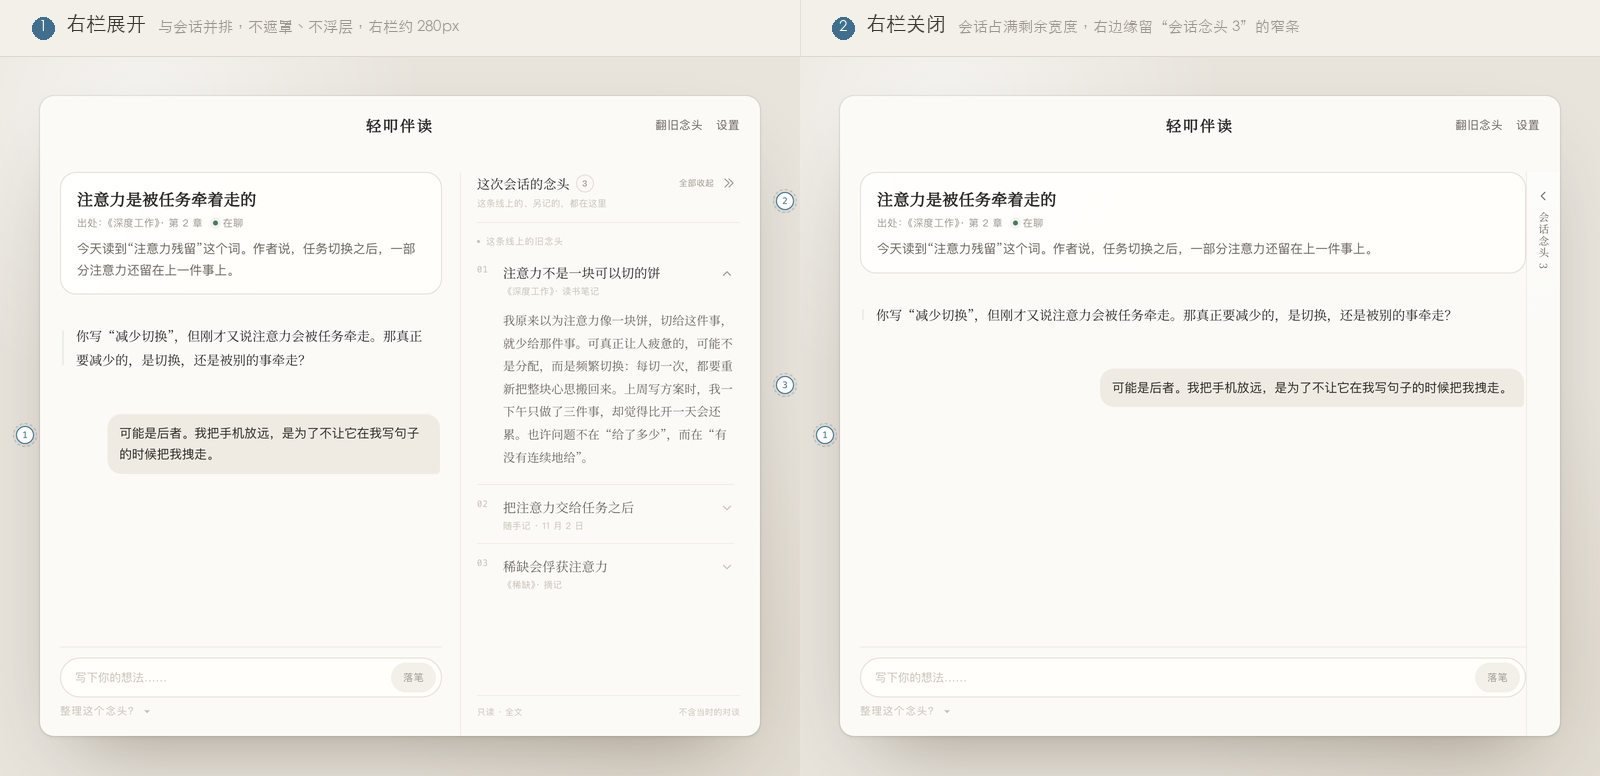 1 右栏展开 与会话并排，不遮罩、不浮层，右栏约 280px
轻叩伴读
翻旧念头 设置
注意力是被任务牵着走的
出处：《深度工作》· 第 2 章 在聊
今天读到“注意力残留”这个词。作者说，任务切换之后，一部
分注意力还留在上一件事上。
你写“减少切换”，但刚才又说注意力会被任务牵走。那真正
要减少的，是切换，还是被别的事牵走？
可能是后者。我把手机放远，是为了不让它在我写句子
的时候把我拽走。
1
写下你的想法……
落笔
整理这个念头？
这次会话的念头 3
全部收起
这条线上的、另记的，都在这里
• 这条线上的旧念头
01 注意力不是一块可以切的饼
《深度工作》· 读书笔记
我原来以为注意力像一块饼，切给这件事，
就少给那件事。可真正让人疲惫的，可能不
是分配，而是频繁切换：每切一次，都要重
新把整块心思搬回来。上周写方案时，我一
下午只做了三件事，却觉得比开一天会还
累。也许问题不在“给了多少”，而在“有
没有连续地给”。
02 把注意力交给任务之后
随手记 · 11 月 2 日
03 稀缺会俘获注意力
《稀缺》· 摘记
只读 · 全文
不含当时的对谈
2
3
2 右栏关闭 会话占满剩余宽度，右边缘留“会话念头 3”的窄条
轻叩伴读
翻旧念头 设置
注意力是被任务牵着走的
出处：《深度工作》· 第 2 章 在聊
今天读到“注意力残留”这个词。作者说，任务切换之后，一部分注意力还留在上一件事上。
你写“减少切换”，但刚才又说注意力会被任务牵走。那真正要减少的，是切换，还是被别的事牵走？
可能是后者。我把手机放远，是为了不让它在我写句子的时候把我拽走。
1
写下你的想法……
落笔
整理这个念头？
会话念头 3